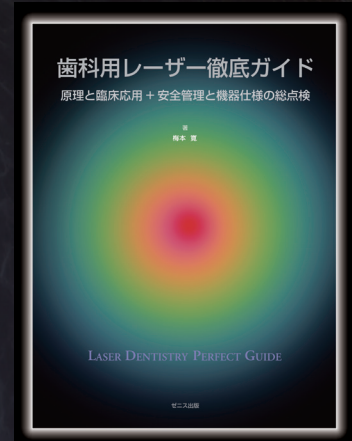 歯科用レーザー徹底ガイド
原理と臨床応用 + 安全管理と機器仕様の総点検
著
梅本 寛
LASER DENTISTRY PERFECT GUIDE
ゼニス出版